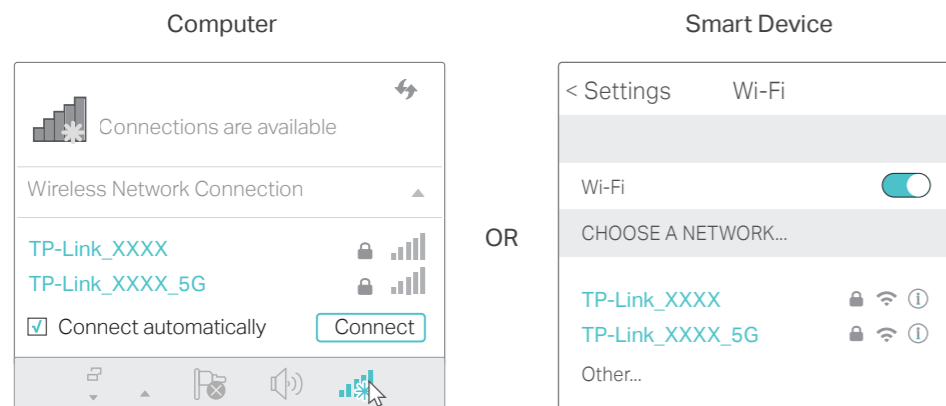 Computer
Connections are available
Wireless Network Connection
TP-Link_XXXX
TP-Link_XXXX_5G
Connect automatically
Connect
OR
Smart Device
< Settings
Wi-Fi
Wi-Fi
CHOOSE A NETWORK...
TP-Link_XXXX
TP-Link_XXXX_5G
Other...